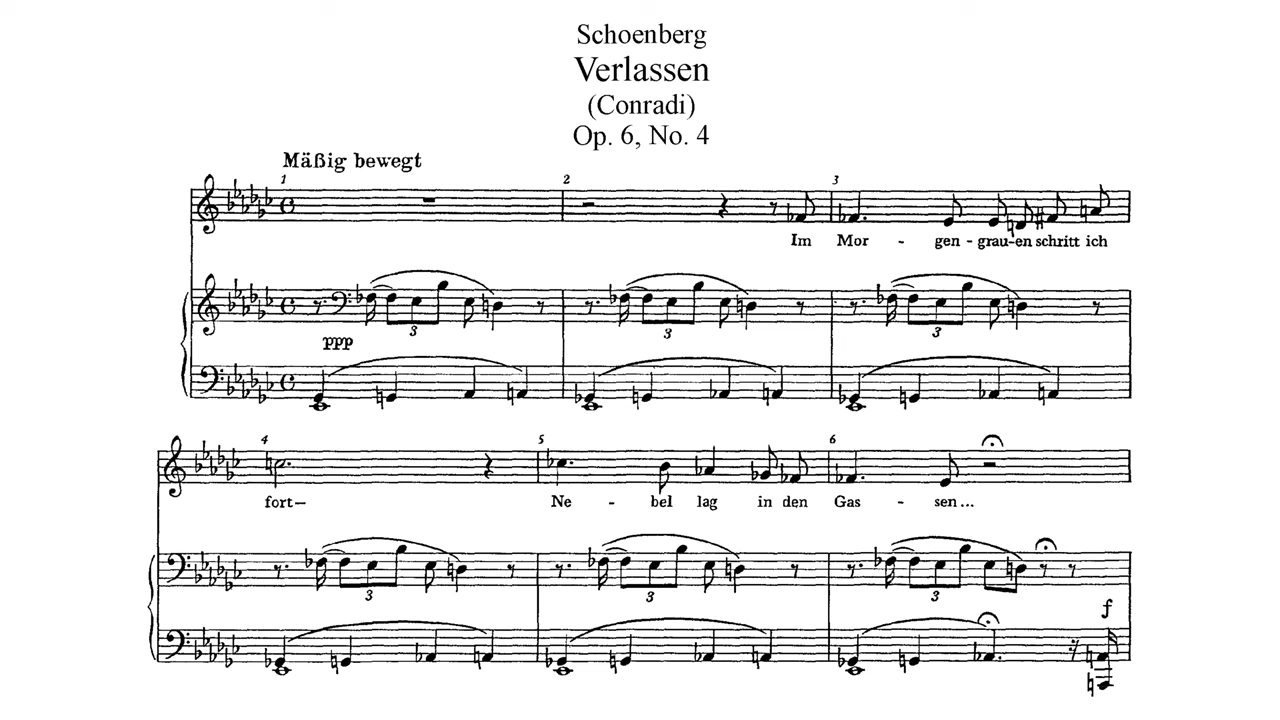 Schoenberg
Verlassen
(Conradi)
Op. 6, No. 4
Mäßig bewegt
1 2 3
Im Mor - gen - grau-en schritt ich
3 3 3
ppp
4 5 6
fort— Ne - bel lag in den Gas - sen...
3 3 3
f